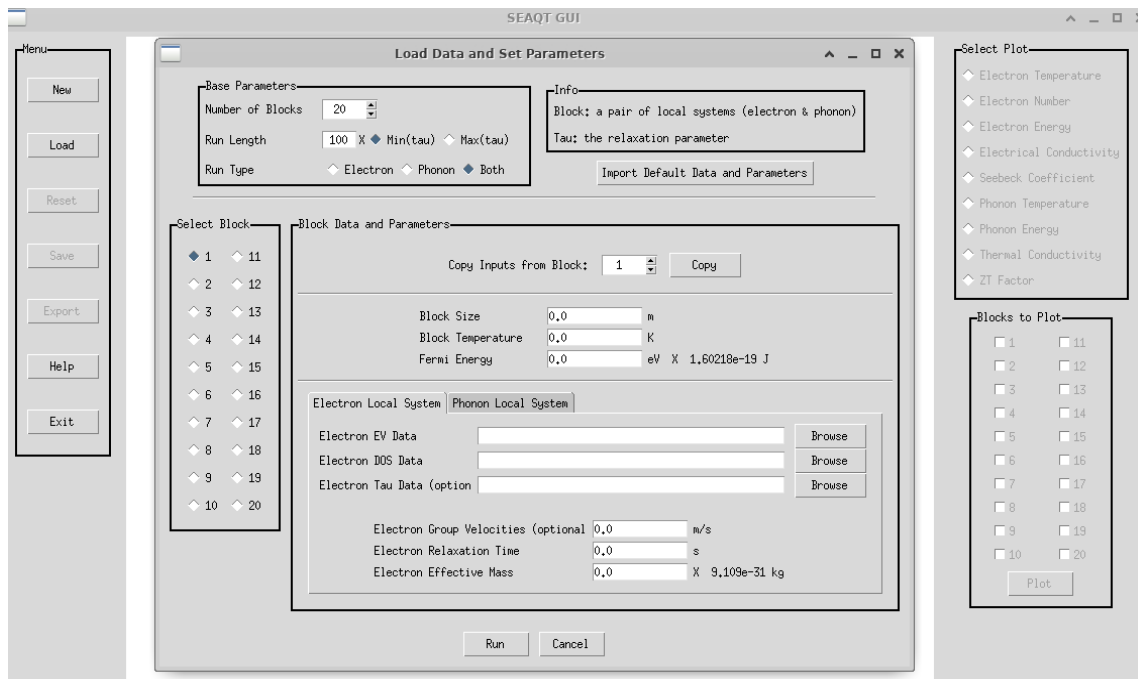 SEAQT GUI
Menu
New
Load
Reset
Save
Export
Help
Exit
Load Data and Set Parameters
Base Parameters
Number of Blocks 20
Run Length 100 X Min(tau) Max(tau)
Run Type Electron Phonon Both
Info
Block: a pair of local systems (electron & phonon)
Tau: the relaxation parameter
Import Default Data and Parameters
Select Block
1 11
2 12
3 13
4 14
5 15
6 16
7 17
8 18
9 19
10 20
Block Data and Parameters
Copy Inputs from Block: 1 Copy
Block Size 0.0 m
Block Temperature 0.0 K
Fermi Energy 0.0 eV X 1.60218e-19 J
Electron Local System Phonon Local System
Electron EV Data Browse
Electron DOS Data Browse
Electron Tau Data (option Browse
Electron Group Velocities (optional 0.0 m/s
Electron Relaxation Time 0.0 s
Electron Effective Mass 0.0 X 9.109e-31 kg
Run Cancel
Select Plot
Electron Temperature
Electron Number
Electron Energy
Electrical Conductivity
Seebeck Coefficient
Phonon Temperature
Phonon Energy
Thermal Conductivity
ZT Factor
Blocks to Plot
1 11
2 12
3 13
4 14
5 15
6 16
7 17
8 18
9 19
10 20
Plot